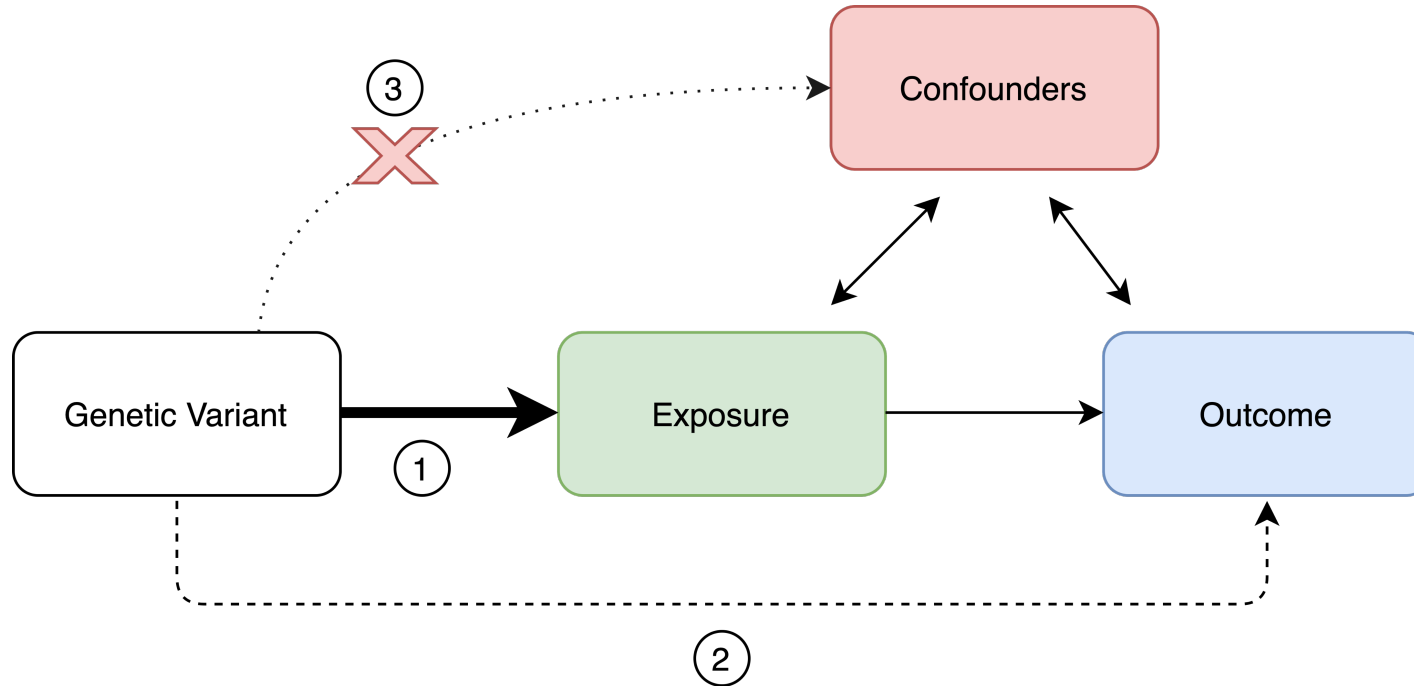 3
Confounders
Genetic Variant
Exposure
Outcome
1
2